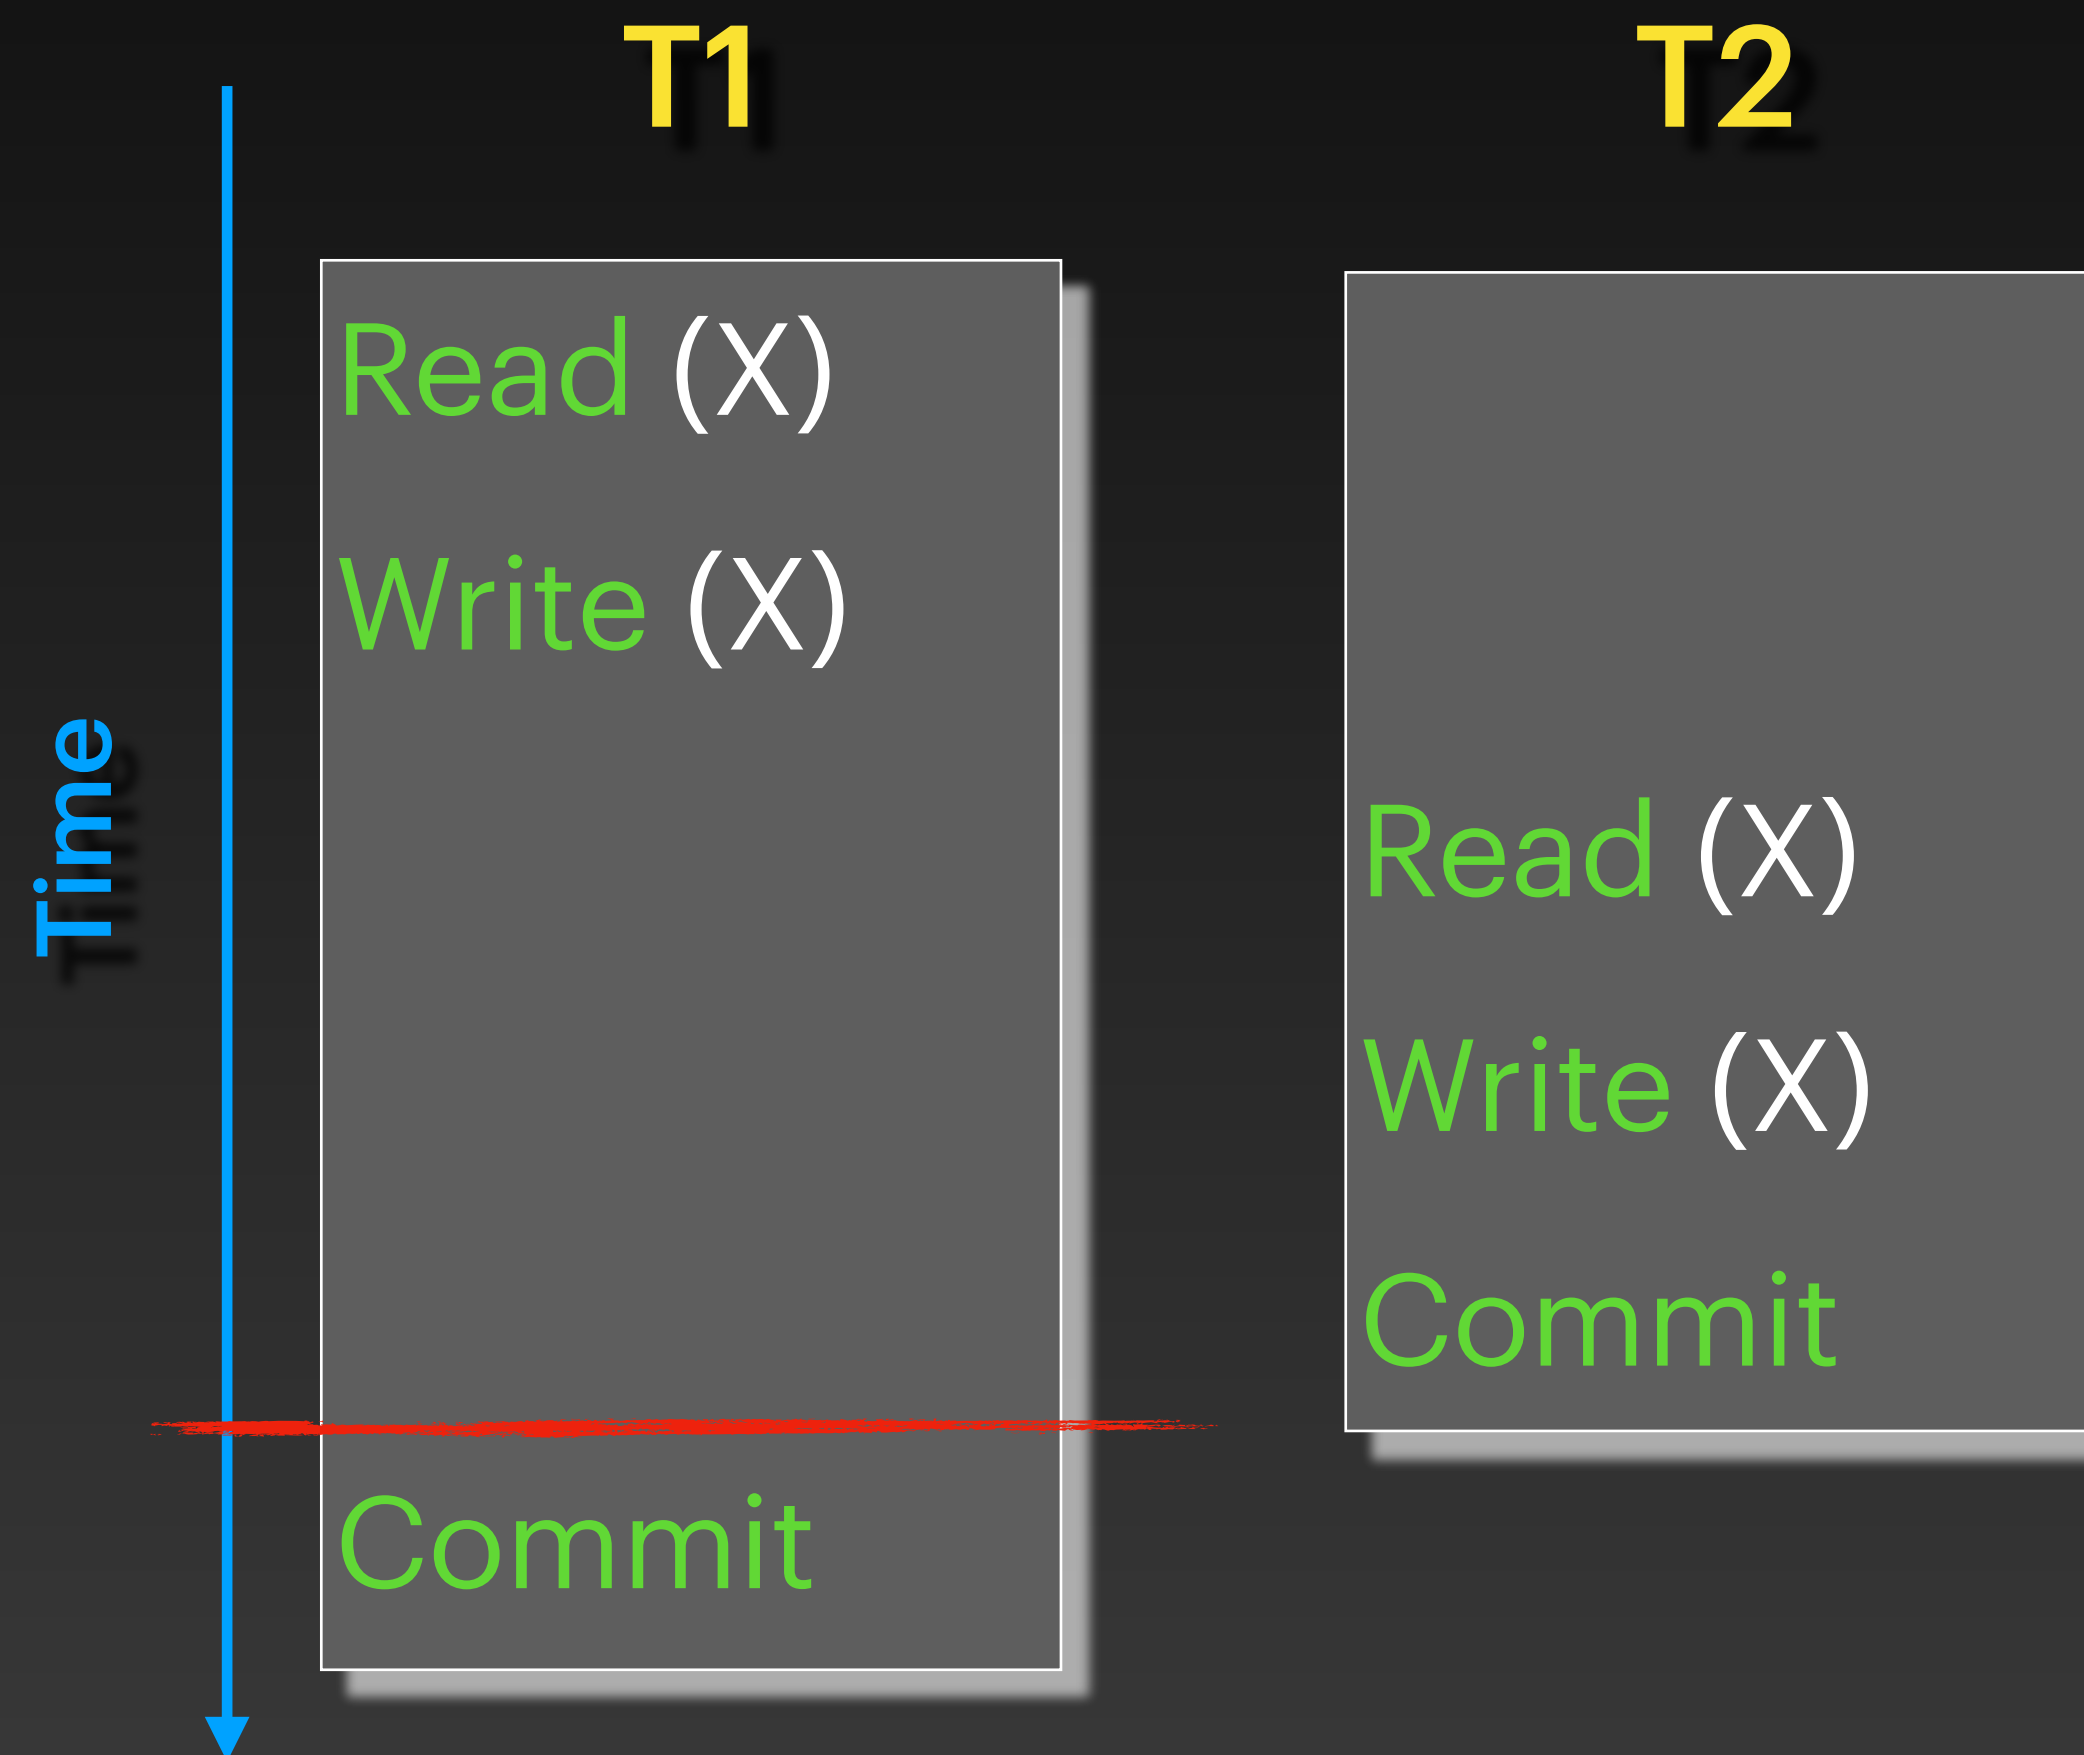 T1
T2
Time
Read (X)
Write (X)
Read (X)
Write (X)
Commit
Commit